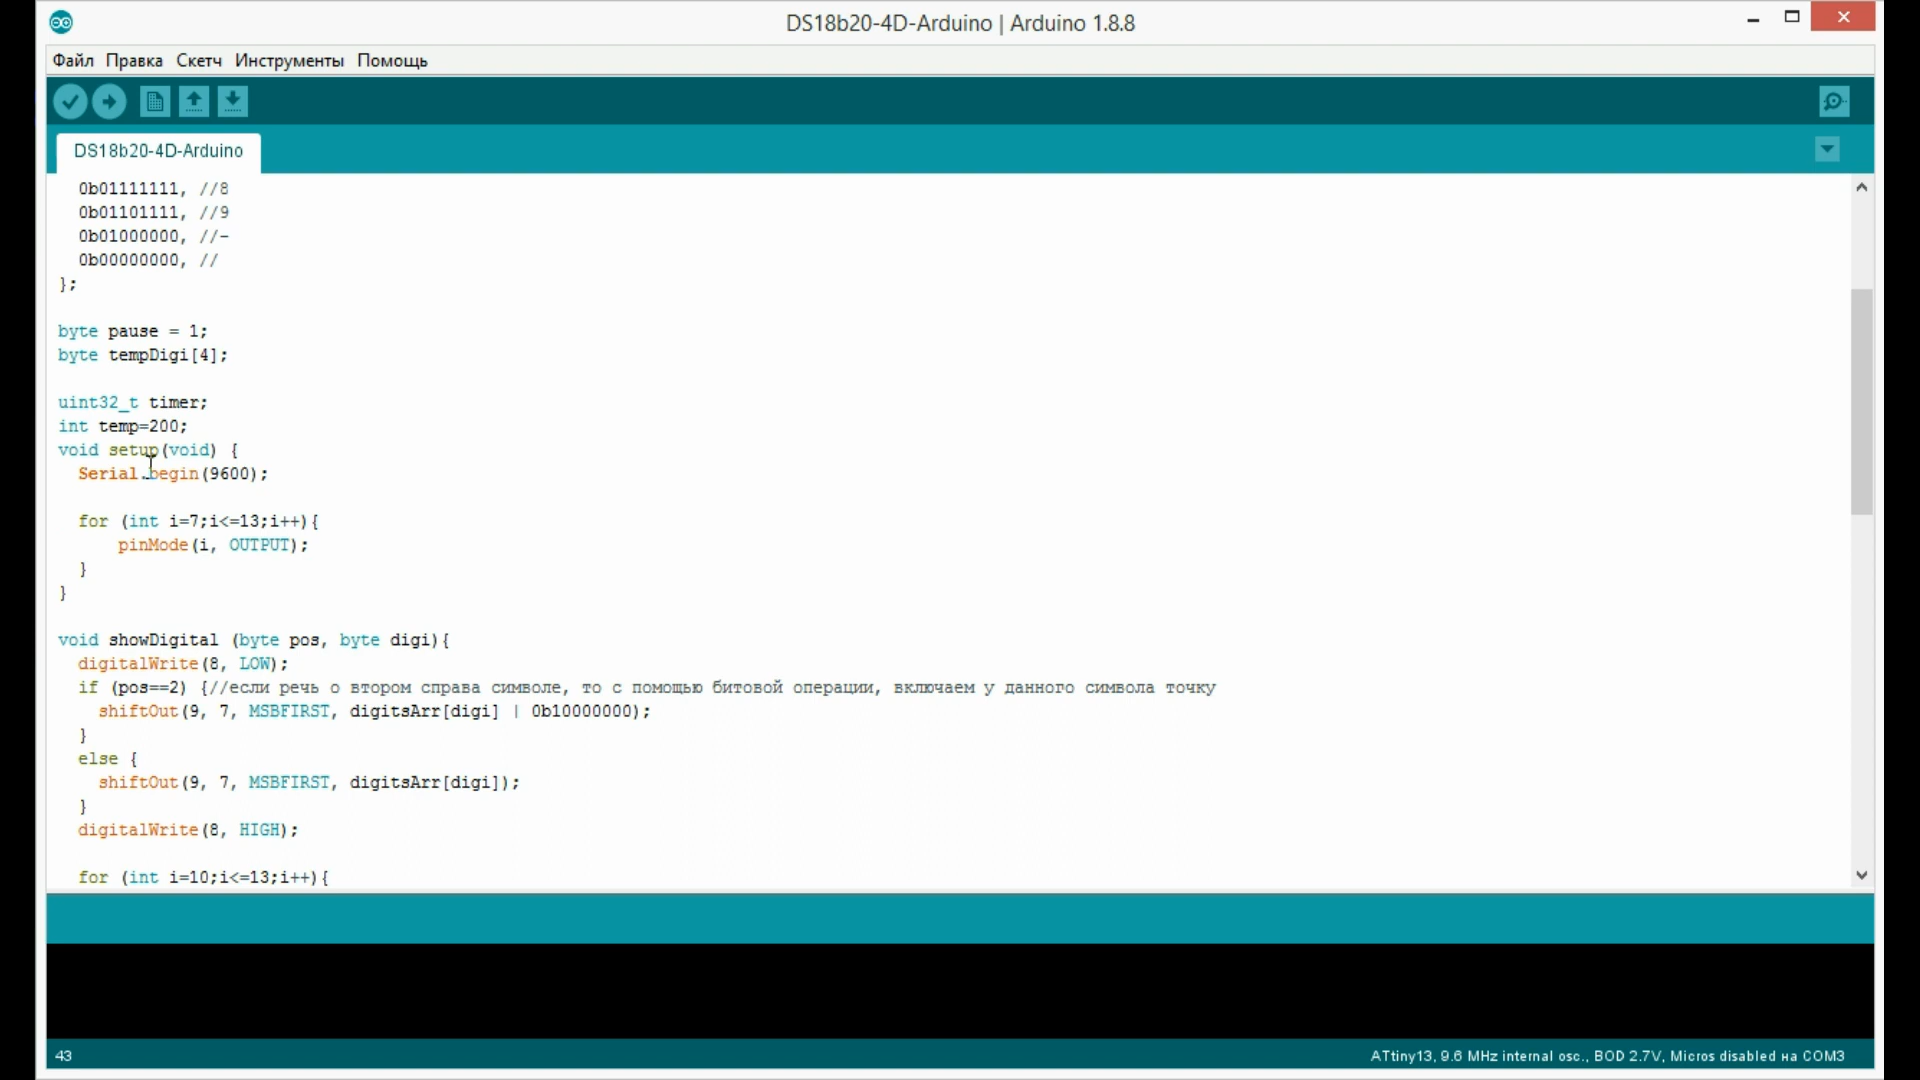 DS18b20-4D-Arduino | Arduino 1.8.8
Файл Правка Скетч Инструменты Помощь
DS18b20-4D-Arduino
0b01111111, //8
0b01101111, //9
0b01000000, //-
0b00000000, //
};
byte pause = 1;
byte tempDigi[4];
uint32_t timer;
int temp=200;
void setup(void) {
Serial.begin(9600);
for (int i=7;i<=13;i++){
pinMode(i, OUTPUT);
}
}
void showDigital (byte pos, byte digi){
digitalWrite(8, LOW);
if (pos==2) {//если речь о втором справа символе, то с помощью битовой операции, включаем у данного символа точку
shiftOut(9, 7, MSBFIRST, digitsArr[digi] | 0b10000000);
}
else {
shiftOut(9, 7, MSBFIRST, digitsArr[digi]);
}
digitalWrite(8, HIGH);
for (int i=10;i<=13;i++){
43
ATtiny13, 9.6 MHz internal osc., BOD 2.7V, Micros disabled на COM3